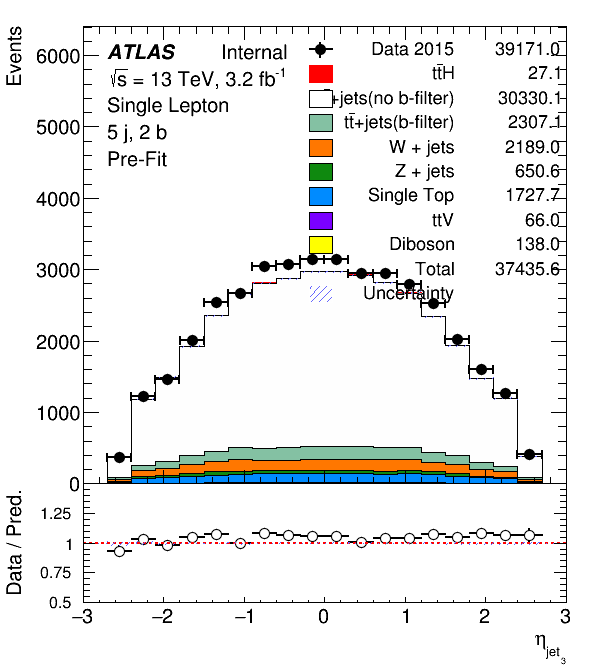 Events
6000
5000
4000
3000
2000
1000
0
ATLAS Internal
√s = 13 TeV, 3.2 fb⁻¹
Single Lepton
5 j, 2 b
Pre-Fit
Data 2015 39171.0
tt̄H 27.1
+jets(no b-filter) 30330.1
tt̄+jets(b-filter) 2307.1
W + jets 2189.0
Z + jets 650.6
Single Top 1727.7
ttV 66.0
Diboson 138.0
Total 37435.6
Uncertainty
Data / Pred.
1.25
1
0.75
0.5
−3 −2 −1 0 1 2 3
η_jet_3